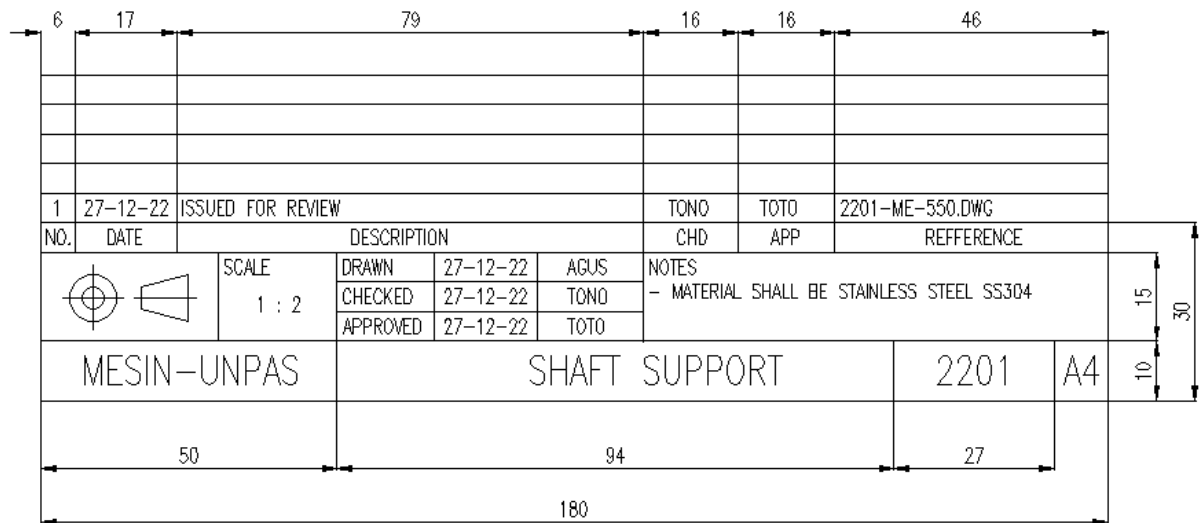 6 17 79 16 16 46
1 27-12-22 ISSUED FOR REVIEW TONO TOTO 2201-ME-550.DWG
NO. DATE DESCRIPTION CHD APP REFFERENCE
SCALE
1 : 2
DRAWN 27-12-22 AGUS
CHECKED 27-12-22 TONO
APPROVED 27-12-22 TOTO
NOTES
- MATERIAL SHALL BE STAINLESS STEEL SS304
15
30
MESIN-UNPAS SHAFT SUPPORT 2201 A4
10
50 94 27
180